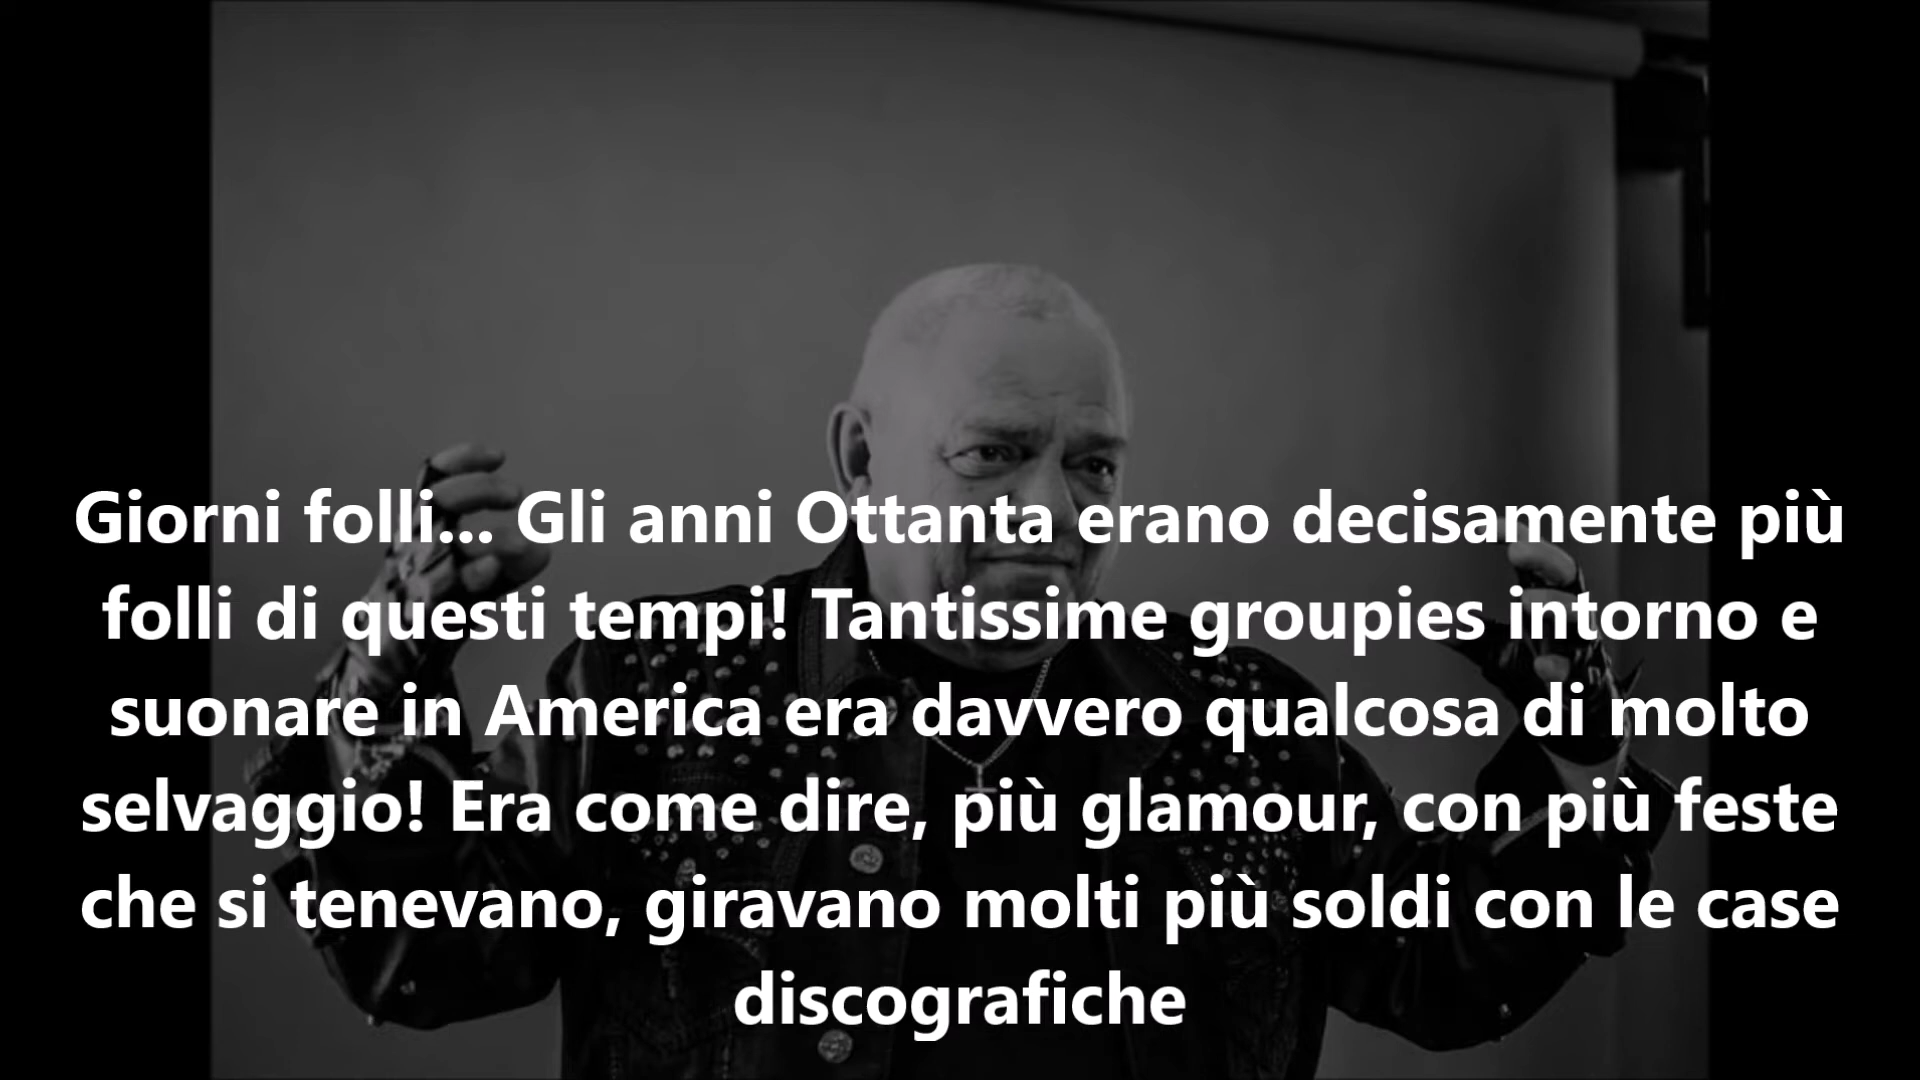 Giorni folli... Gli anni Ottanta erano decisamente più
folli di questi tempi! Tantissime groupies intorno e
suonare in America era davvero qualcosa di molto
selvaggio! Era come dire, più glamour, con più feste
che si tenevano, giravano molti più soldi con le case
discografiche